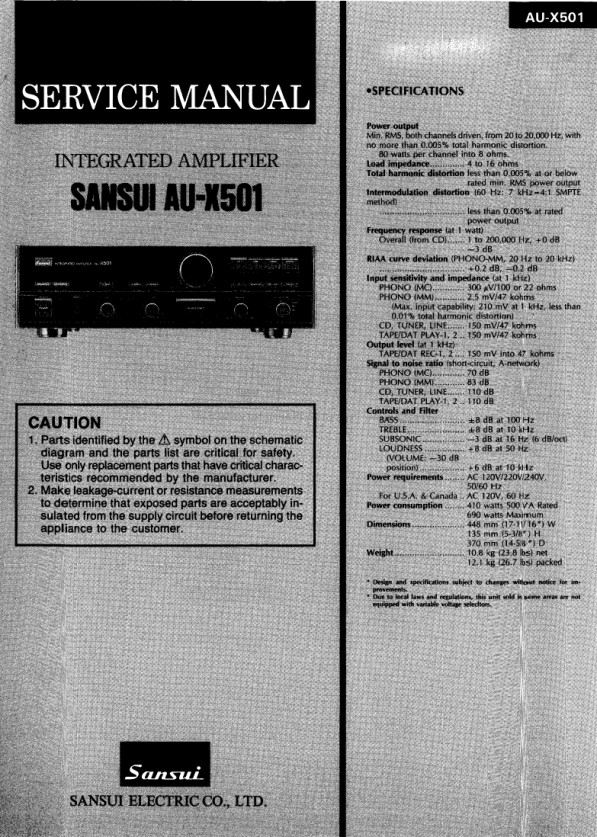 AU-X501
SERVICE MANUAL
INTEGRATED AMPLIFIER
SANSUI AU-X501
CAUTION
1. Parts identified by the ⚠ symbol on the schematic
diagram and the parts list are critical for safety.
Use only replacement parts that have critical charac-
teristics recommended by the manufacturer.
2. Make leakage-current or resistance measurements
to determine that exposed parts are acceptably in-
sulated from the supply circuit before returning the
appliance to the customer.
Sansui
SANSUI ELECTRIC CO., LTD.
•SPECIFICATIONS
Power output
Min. RMS, both channels driven, from 20 to 20,000 Hz, with
no more than 0.005% total harmonic distortion.
80 watts per channel into 8 ohms.
Load impedance .............. 4 to 16 ohms
Total harmonic distortion less than 0.005% at or below
rated min. RMS power output
Intermodulation distortion (60 Hz: 7 kHz=4:1 SMPTE
method)
.............................. less than 0.005% at rated
power output
Frequency response (at 1 watt)
Overall (from CD)....... 1 to 200,000 Hz, +0 dB
−3 dB
RIAA curve deviation (PHONO-MM, 20 Hz to 20 kHz)
.............................. +0.2 dB, −0.2 dB
Input sensitivity and impedance (at 1 kHz)
PHONO (MC)............ 300 µV/100 or 22 ohms
PHONO (MM)............ 2.5 mV/47 kohms
(Max. input capability: 210 mV at 1 kHz, less than
0.01% total harmonic distortion)
CD, TUNER, LINE....... 150 mV/47 kohms
TAPE/DAT PLAY-1, 2... 150 mV/47 kohms
Output level (at 1 kHz)
TAPE/DAT REC-1, 2.... 150 mV into 47 kohms
Signal to noise ratio (short-circuit, A-network)
PHONO (MC)............ 70 dB
PHONO (MM)............ 83 dB
CD, TUNER, LINE....... 110 dB
TAPE/DAT PLAY-1, 2.. 110 dB
Controls and Filter
BASS....................... ±8 dB at 100 Hz
TREBLE.................... ±8 dB at 10 kHz
SUBSONIC................ −3 dB at 16 Hz (6 dB/oct)
LOUDNESS ............... +8 dB at 50 Hz
(VOLUME: −30 dB
position)................ +6 dB at 10 kHz
Power requirements ....... AC 120V/220V/240V,
50/60 Hz
For U.S.A. & Canada .. AC 120V, 60 Hz
Power consumption ........ 410 watts 500 VA Rated
690 watts Maximum
Dimensions .................. 448 mm (17-11/16") W
135 mm (5-3/8") H
370 mm (14-5/8") D
Weight ........................ 10.8 kg (23.8 lbs) net
12.1 kg (26.7 lbs) packed
* Design and specifications subject to changes without notice for im-
provements.
* Due to local laws and regulations, this unit sold in some areas are not
equipped with variable voltage selectors.